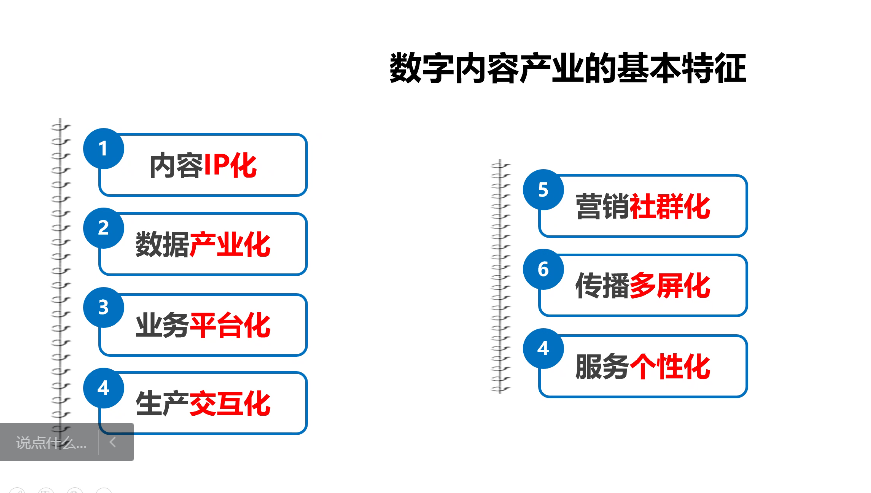 数字内容产业的基本特征
1
内容IP化
2
数据产业化
3
业务平台化
4
生产交互化
5
营销社群化
6
传播多屏化
4
服务个性化
说点什么...